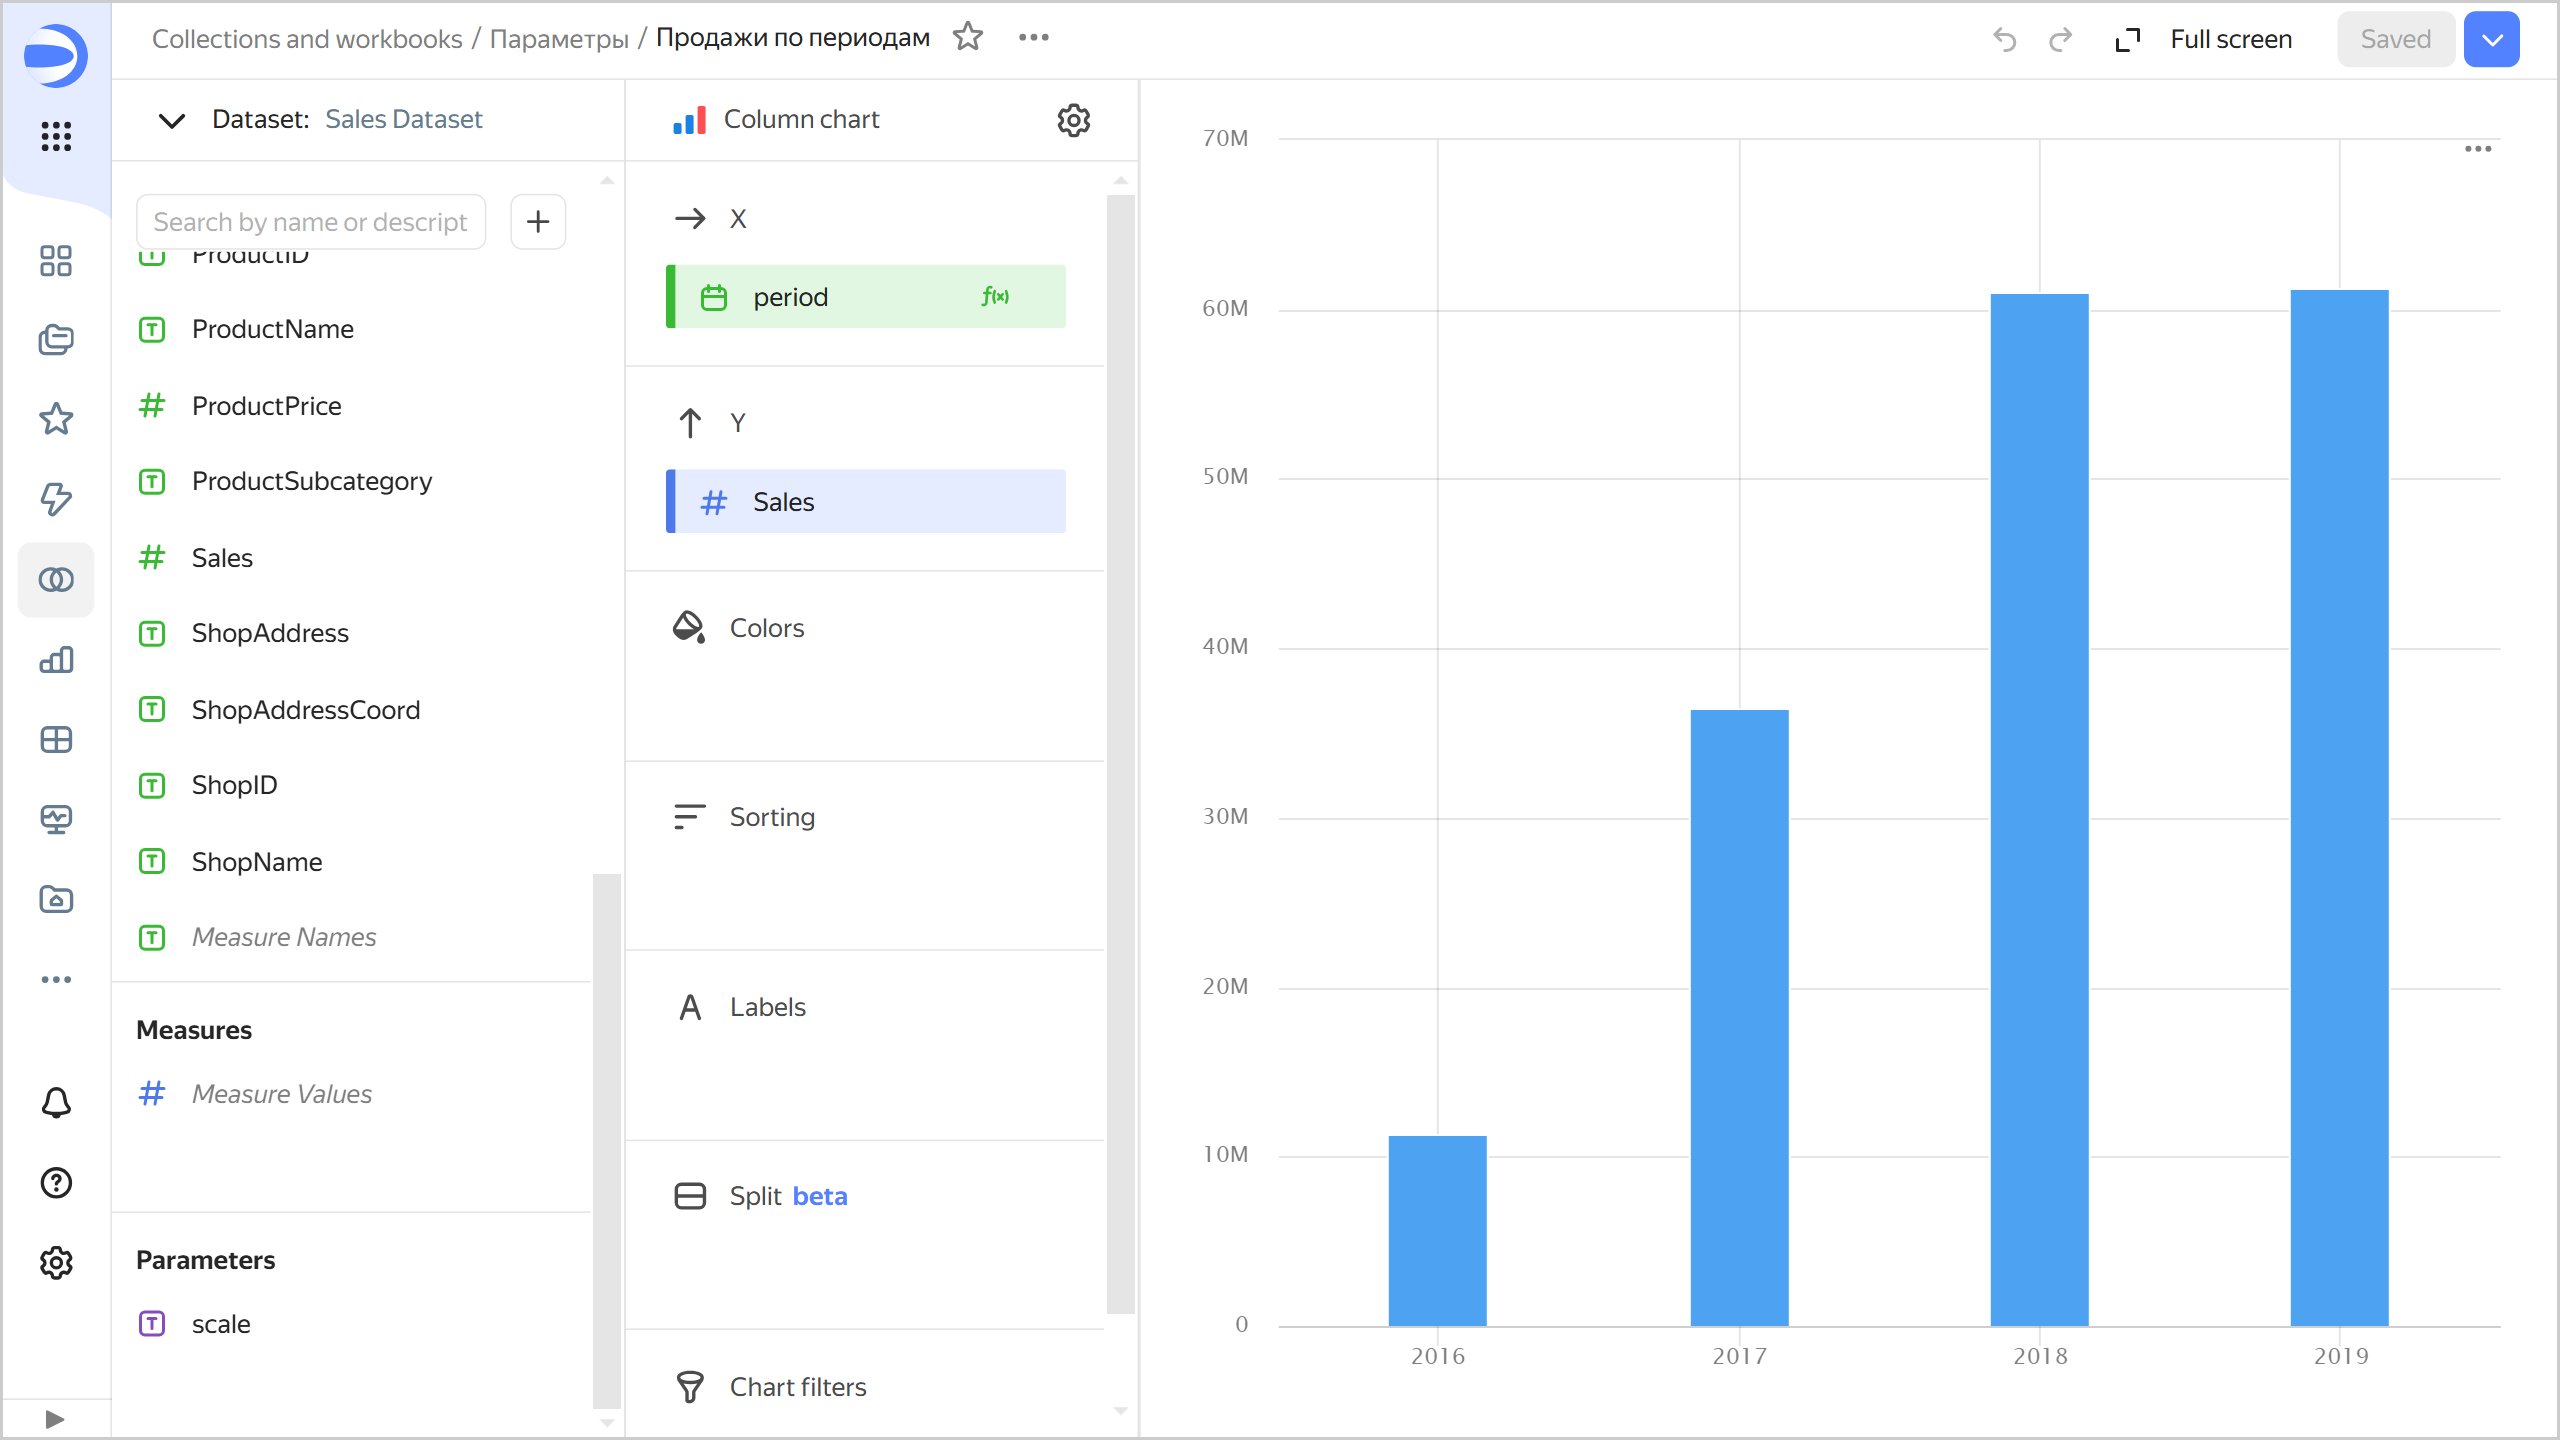 Collections and workbooks / Параметры / Продажи по периодам
Full screen
Saved
Dataset: Sales Dataset
Search by name or descript
ProductID
ProductName
ProductPrice
ProductSubcategory
Sales
ShopAddress
ShopAddressCoord
ShopID
ShopName
Measure Names
Measures
Measure Values
Parameters
scale
Column chart
X
period
f(x)
Y
Sales
Colors
Sorting
Labels
Split beta
Chart filters
70M
60M
50M
40M
30M
20M
10M
0
2016 2017 2018 2019